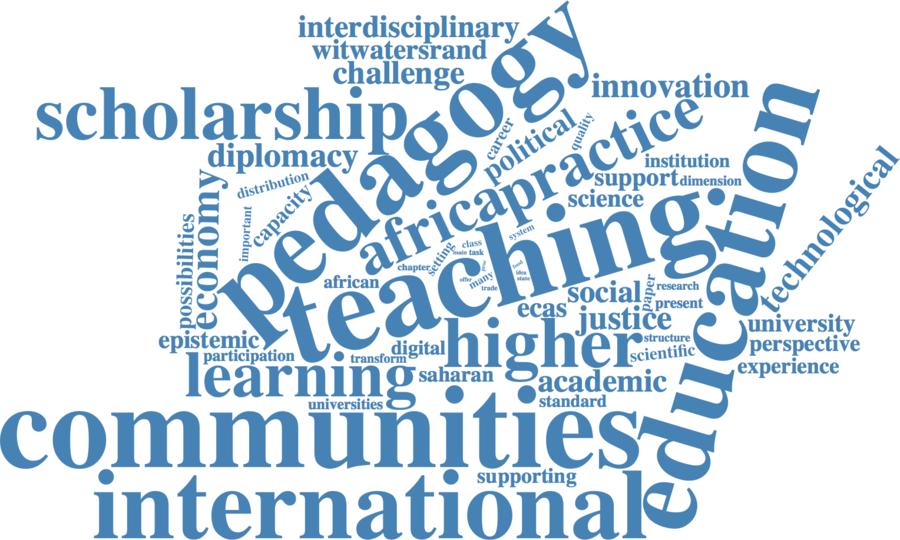 interdisciplinary
witwatersrand
challenge
pedagogy
innovation
scholarship
diplomacy
career
political
quality
africa
practice
institution
support
dimension
science
education
technological
distribution
capacity
important
economy
possibilities
teaching
setting
class
system
main
task
chapter
african
offer
many
trade
food
idea
state
ecas
social
paper
research
present
justice
university
epistemic
participation
transform
digital
higher
structure
scientific
perspective
experience
learning
saharan
academic
universities
standard
communities
supporting
international